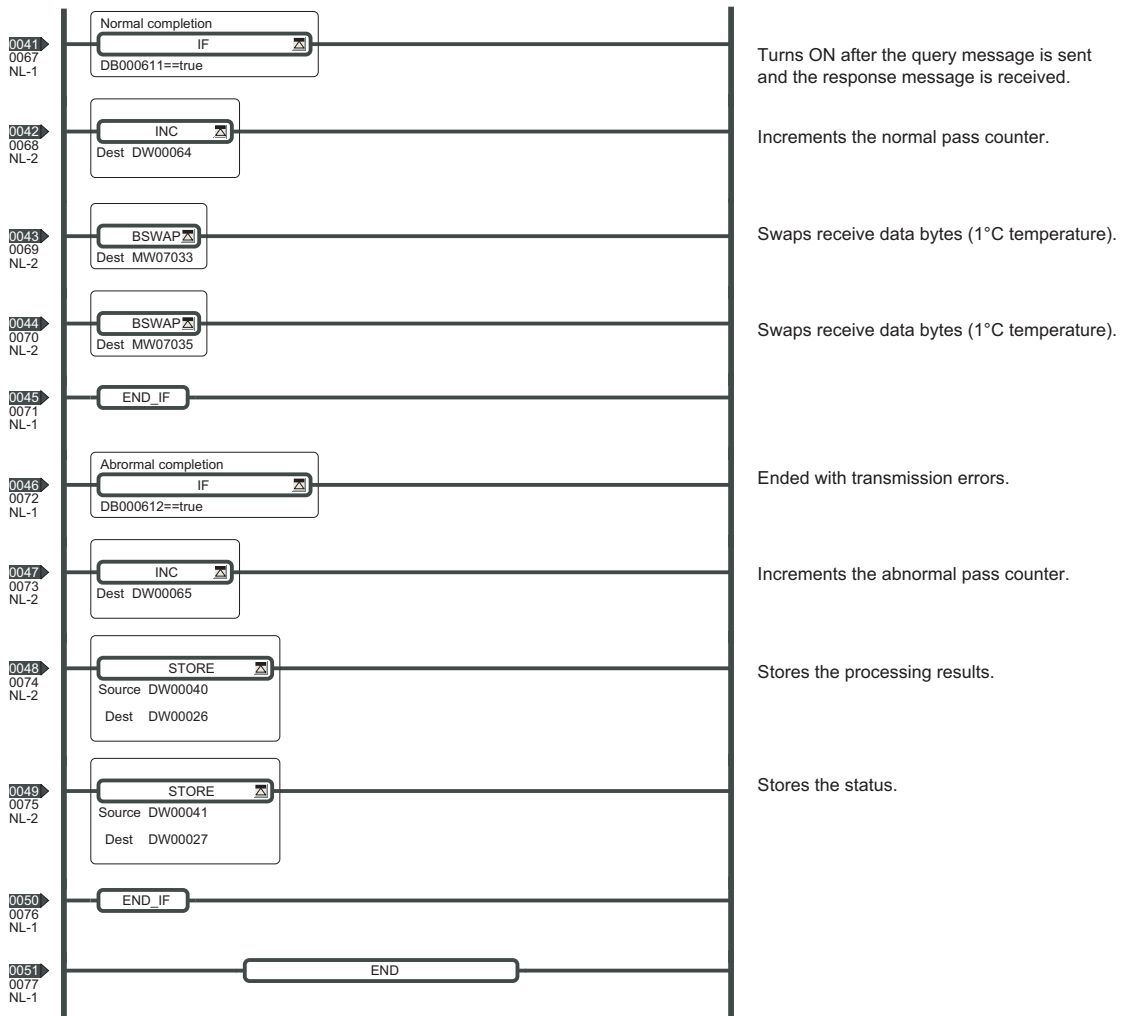 Normal completion
0041
0067
NL-1
IF
DB000611==true
Turns ON after the query message is sent
and the response message is received.
0042
0068
NL-2
INC
Dest DW00064
Increments the normal pass counter.
0043
0069
NL-2
BSWAP
Dest MW07033
Swaps receive data bytes (1°C temperature).
0044
0070
NL-2
BSWAP
Dest MW07035
Swaps receive data bytes (1°C temperature).
0045
0071
NL-1
END_IF
Abrormal completion
0046
0072
NL-1
IF
DB000612==true
Ended with transmission errors.
0047
0073
NL-2
INC
Dest DW00065
Increments the abnormal pass counter.
0048
0074
NL-2
STORE
Source DW00040
Dest DW00026
Stores the processing results.
0049
0075
NL-2
STORE
Source DW00041
Dest DW00027
Stores the status.
0050
0076
NL-1
END_IF
0051
0077
NL-1
END